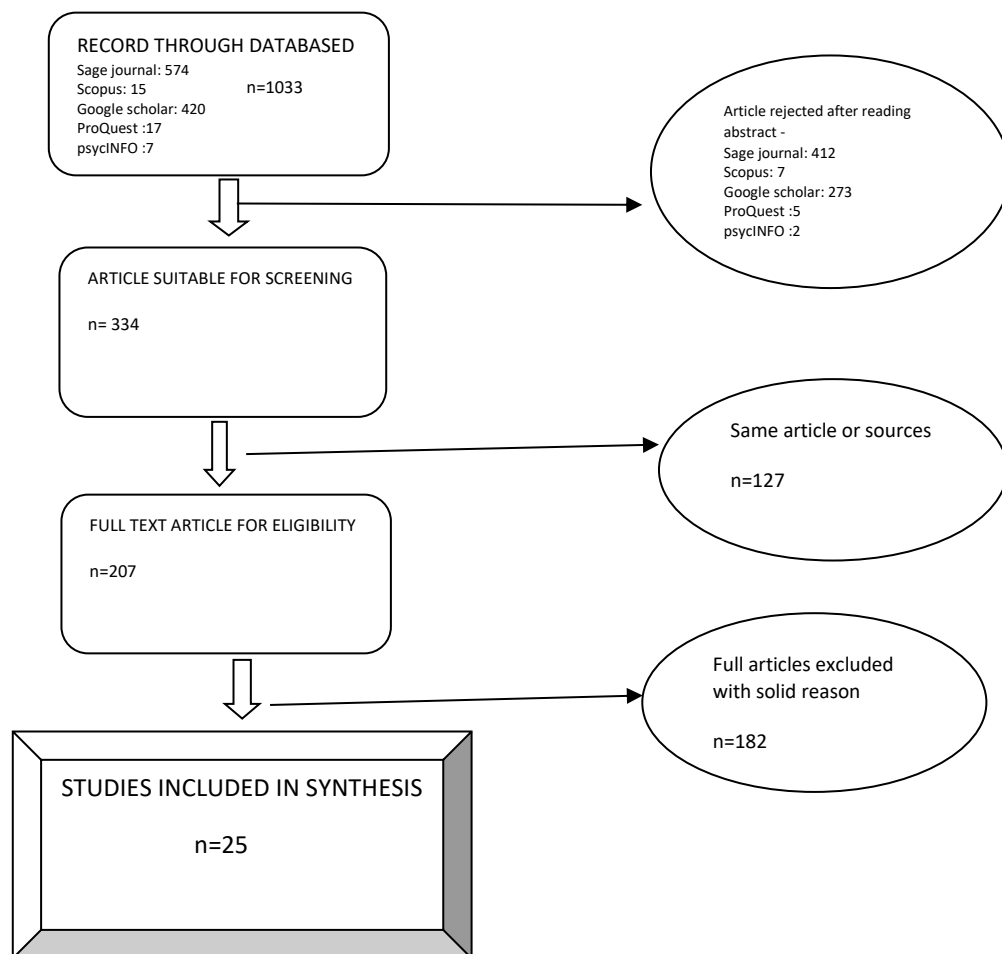 RECORD THROUGH DATABASED
Sage journal: 574
Scopus: 15
n=1033
Google scholar: 420
ProQuest :17
psycINFO :7
Article rejected after reading
abstract -
Sage journal: 412
Scopus: 7
Google scholar: 273
ProQuest :5
psycINFO :2
ARTICLE SUITABLE FOR SCREENING
n= 334
Same article or sources
n=127
FULL TEXT ARTICLE FOR ELIGIBILITY
n=207
Full articles excluded
with solid reason
n=182
STUDIES INCLUDED IN SYNTHESIS
n=25